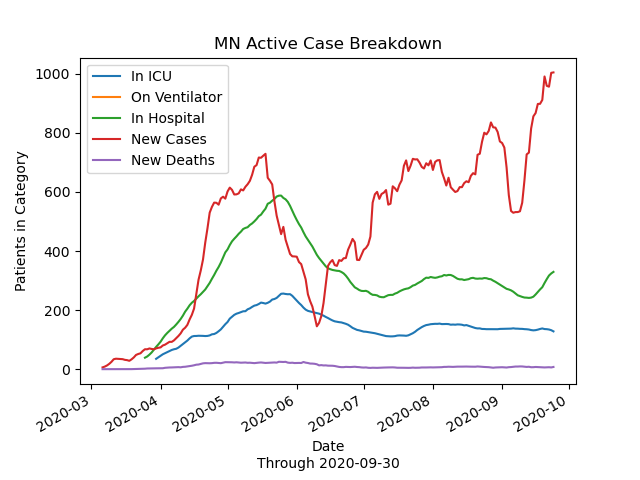 MN Active Case Breakdown
In ICU
On Ventilator
In Hospital
New Cases
New Deaths
Patients in Category
1000
800
600
400
200
0
2020-03
2020-04
2020-05
2020-06
2020-07
2020-08
2020-09
2020-10
Date
Through 2020-09-30